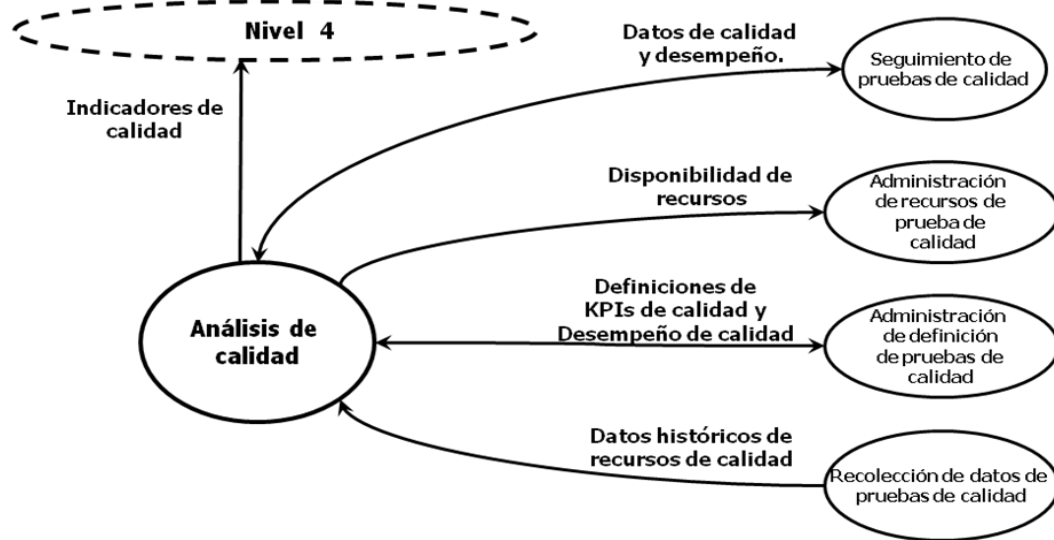 Nivel 4
Indicadores de
calidad
Datos de calidad
y desempeño.
Seguimiento de
pruebas de calidad
Disponibilidad de
recursos
Administración
de recursos de
prueba de
calidad
Análisis de
calidad
Definiciones de
KPIs de calidad y
Desempeño de calidad
Administración
de definición
de pruebas de
calidad
Datos históricos de
recursos de calidad
Recolección de datos de
pruebas de calidad